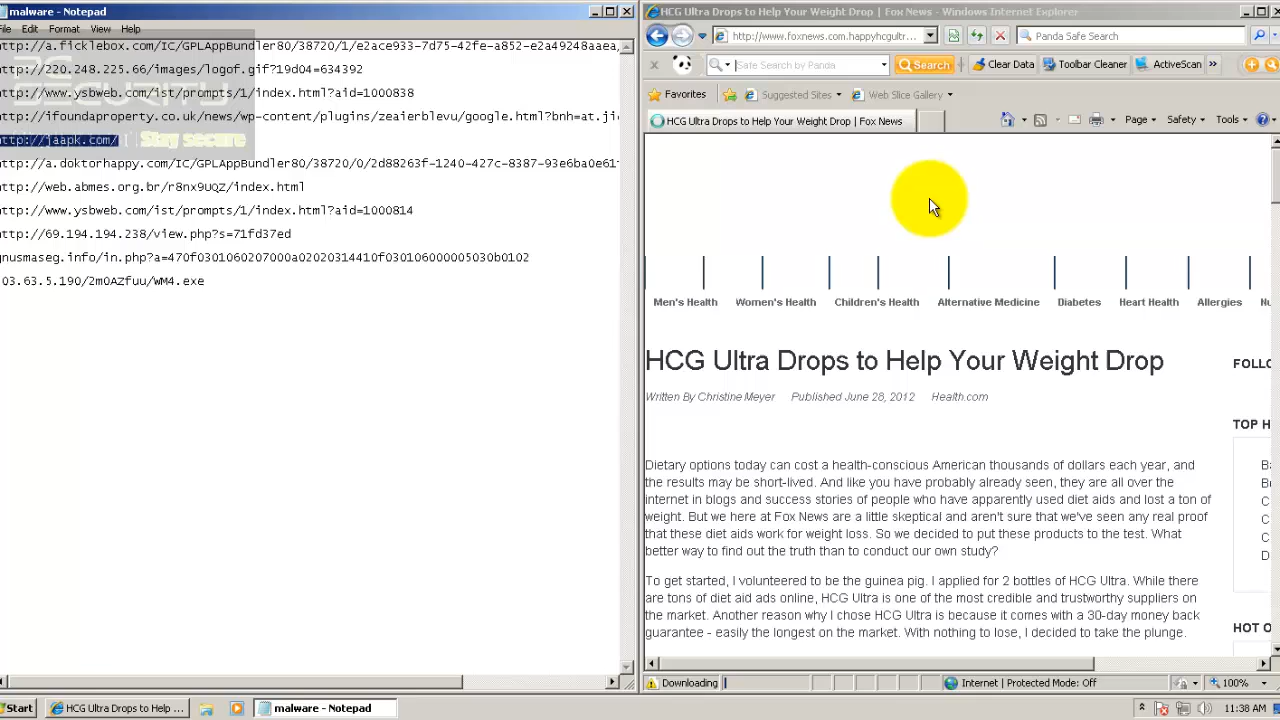 malware - Notepad
File Edit Format View Help
http://a.ficklebox.com/IC/GPLAppBundler80/38720/1/e2ace933-7d75-42fe-a852-e2a49248aaea,
http://220.248.225.66/images/logof.gif?19d04=634392
http://www.ysbweb.com/ist/prompts/1/index.html?aid=1000838
http://ifoundaproperty.co.uk/news/wp-content/plugins/zeaierblevu/google.html?bnh=at.jic
http://jaapk.com/
SECURITY
Stay secure
http://a.doktorhappy.com/IC/GPLAppBundler80/38720/0/2d88263f-1240-427c-8387-93e6ba0e61
http://web.abmes.org.br/r8nx9UQZ/index.html
http://www.ysbweb.com/ist/prompts/1/index.html?aid=1000814
http://69.194.194.238/view.php?s=71fd37ed
gnusmaseg.info/in.php?a=470f0301060207000a02020314410f030106000005030b0102
03.63.5.190/2m0AZfuu/WM4.exe
HCG Ultra Drops to Help Your Weight Drop | Fox News - Windows Internet Explorer
http://www.foxnews.com.happyhcgultr...
Panda Safe Search
Safe Search by Panda Search Clear Data Toolbar Cleaner ActiveScan »
Favorites Suggested Sites Web Slice Gallery
HCG Ultra Drops to Help Your Weight Drop | Fox News
Page Safety Tools
Men's Health Women's Health Children's Health Alternative Medicine Diabetes Heart Health Allergies Nu
HCG Ultra Drops to Help Your Weight Drop
Written By Christine Meyer Published June 28, 2012 Health.com
Dietary options today can cost a health-conscious American thousands of dollars each year, and
the results may be short-lived. And like you have probably already seen, they are all over the
internet in blogs and success stories of people who have apparently used diet aids and lost a ton of
weight. But we here at Fox News are a little skeptical and aren't sure that we've seen any real proof
that these diet aids work for weight loss. So we decided to put these products to the test. What
better way to find out the truth than to conduct our own study?
To get started, I volunteered to be the guinea pig. I applied for 2 bottles of HCG Ultra. While there
are tons of diet aid ads online, HCG Ultra is one of the most credible and trustworthy suppliers on
the market. Another reason why I chose HCG Ultra is because it comes with a 30-day money back
guarantee - easily the longest on the market. With nothing to lose, I decided to take the plunge.
FOLLO
TOP H
Ba
Bu
C
C
C
D
HOT O
Downloading Internet | Protected Mode: Off 100%
Start HCG Ultra Drops to Help ... malware - Notepad 11:38 AM